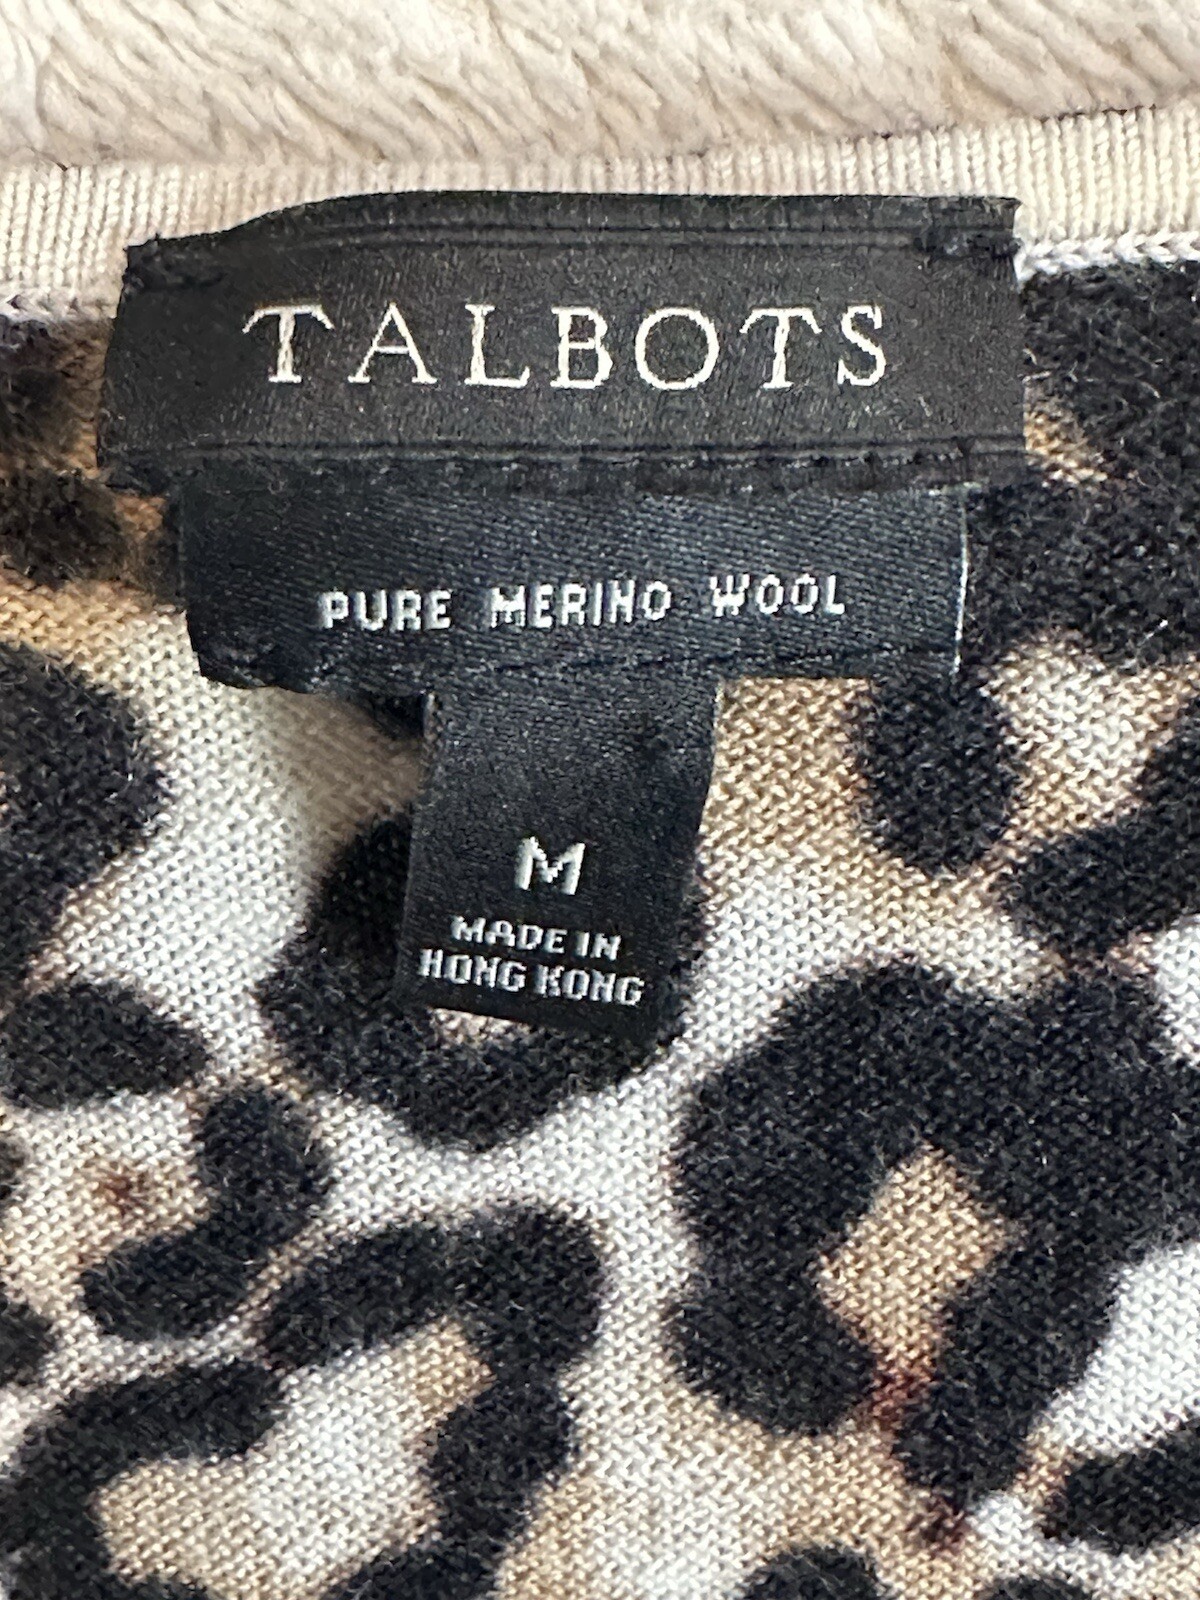 TALBOTS
PURE MERINO WOOL
M
MADE IN
HONG KONG